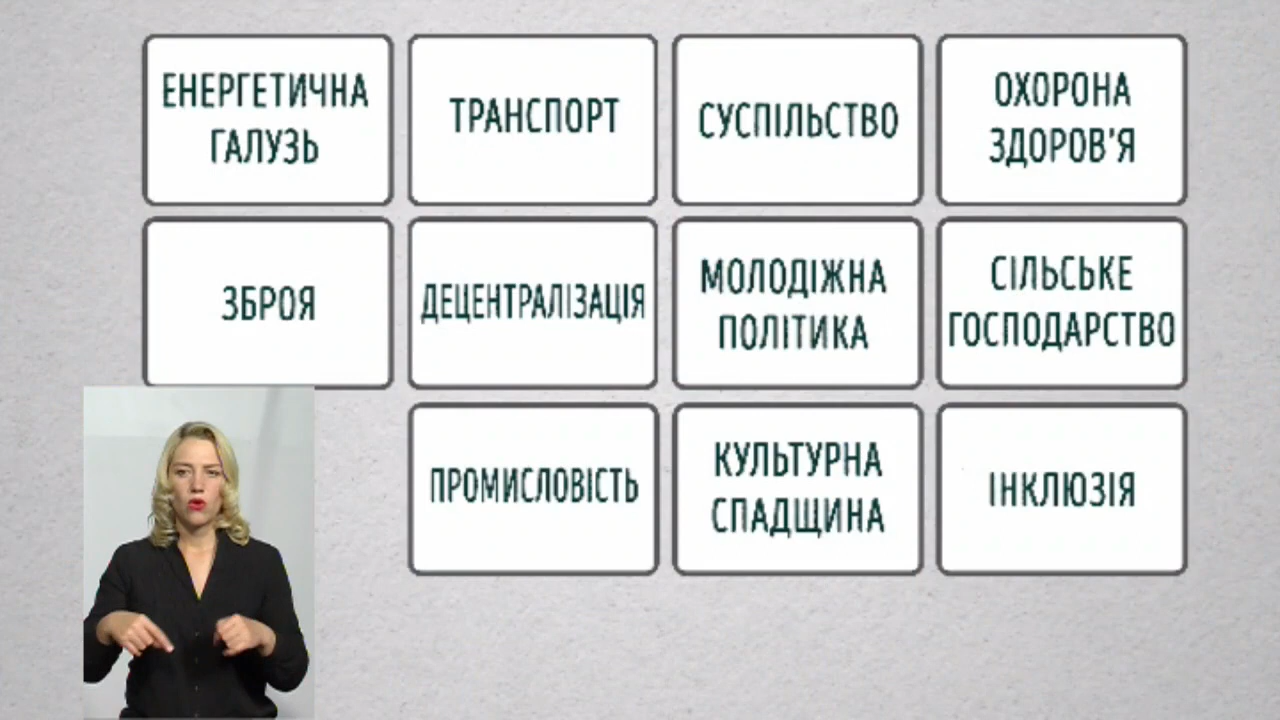 ЕНЕРГЕТИЧНА
ГАЛУЗЬ
ТРАНСПОРТ
СУСПІЛЬСТВО
ОХОРОНА
ЗДОРОВ'Я
ЗБРОЯ
ДЕЦЕНТРАЛІЗАЦІЯ
МОЛОДІЖНА
ПОЛІТИКА
СІЛЬСЬКЕ
ГОСПОДАРСТВО
ПРОМИСЛОВІСТЬ
КУЛЬТУРНА
СПАДЩИНА
ІНКЛЮЗІЯ